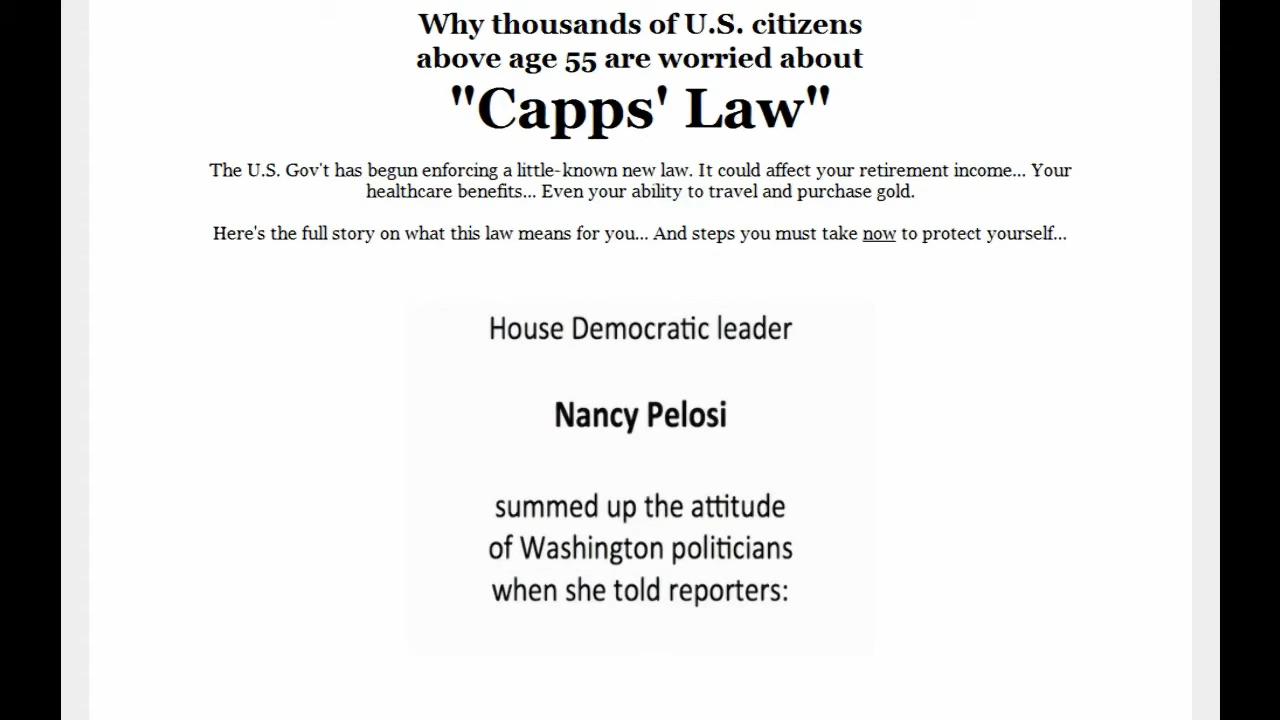 Why thousands of U.S. citizens
above age 55 are worried about
"Capps' Law"
The U.S. Gov't has begun enforcing a little-known new law. It could affect your retirement income... Your
healthcare benefits... Even your ability to travel and purchase gold.
Here's the full story on what this law means for you... And steps you must take now to protect yourself...
House Democratic leader
Nancy Pelosi
summed up the attitude
of Washington politicians
when she told reporters: